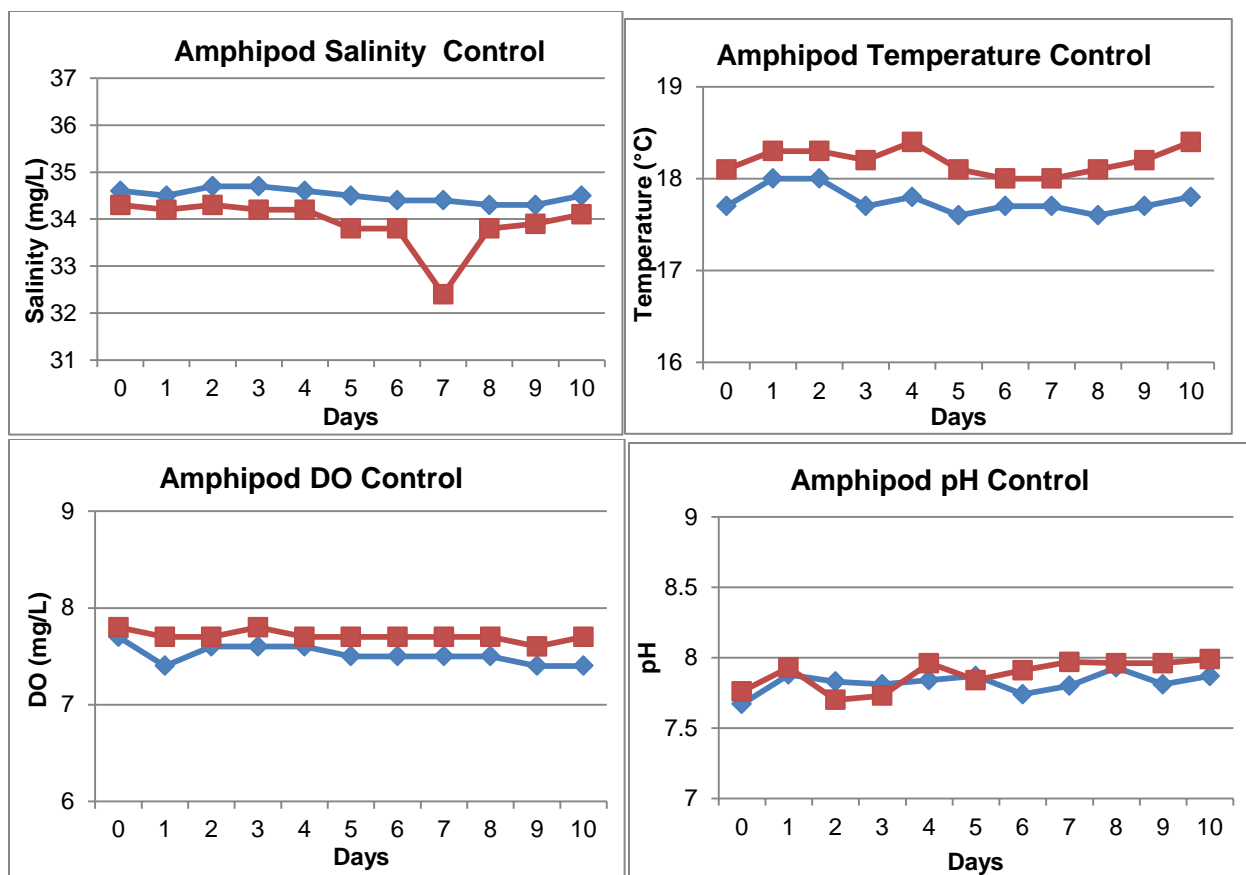 Amphipod Salinity Control
37
36
35
34
33
32
31
Salinity (mg/L)
0 1 2 3 4 5 6 7 8 9 10
Days
Amphipod Temperature Control
19
18
17
16
Temperature (°C)
0 1 2 3 4 5 6 7 8 9 10
Days
Amphipod DO Control
9
8
7
6
DO (mg/L)
0 1 2 3 4 5 6 7 8 9 10
Days
Amphipod pH Control
9
8.5
8
7.5
7
pH
0 1 2 3 4 5 6 7 8 9 10
Days